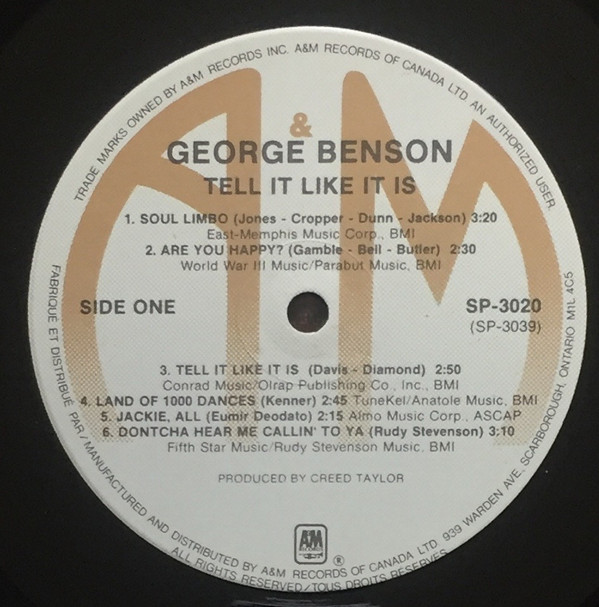 TRADE MARKS OWNED BY A&M RECORDS INC. A&M RECORDS OF CANADA LTD AN AUTHORIZED USER.
&
GEORGE BENSON
TELL IT LIKE IT IS
1. SOUL LIMBO (Jones - Cropper - Dunn - Jackson) 3:20
East-Memphis Music Corp., BMI
2. ARE YOU HAPPY? (Gamble - Bell - Butler) 2:30
World War III Music/Parabut Music, BMI
SIDE ONE
SP-3020
(SP-3039)
3. TELL IT LIKE IT IS (Davis - Diamond) 2:50
Conrad Music/Olrap Publishing Co., Inc., BMI
4. LAND OF 1000 DANCES (Kenner) 2:45 TuneKel/Anatole Music, BMI
5. JACKIE, ALL (Eumir Deodato) 2:15 Almo Music Corp., ASCAP
6. DONTCHA HEAR ME CALLIN' TO YA (Rudy Stevenson) 3:10
Fifth Star Music/Rudy Stevenson Music, BMI
PRODUCED BY CREED TAYLOR
A&M
RECORDS
®
FABRIQUÉ ET DISTRIBUÉ PAR / MANUFACTURED AND DISTRIBUTED BY A&M RECORDS OF CANADA LTD 939 WARDEN AVE. SCARBOROUGH, ONTARIO M1L 4C5
ALL RIGHTS RESERVED/TOUS DROITS RESERVES